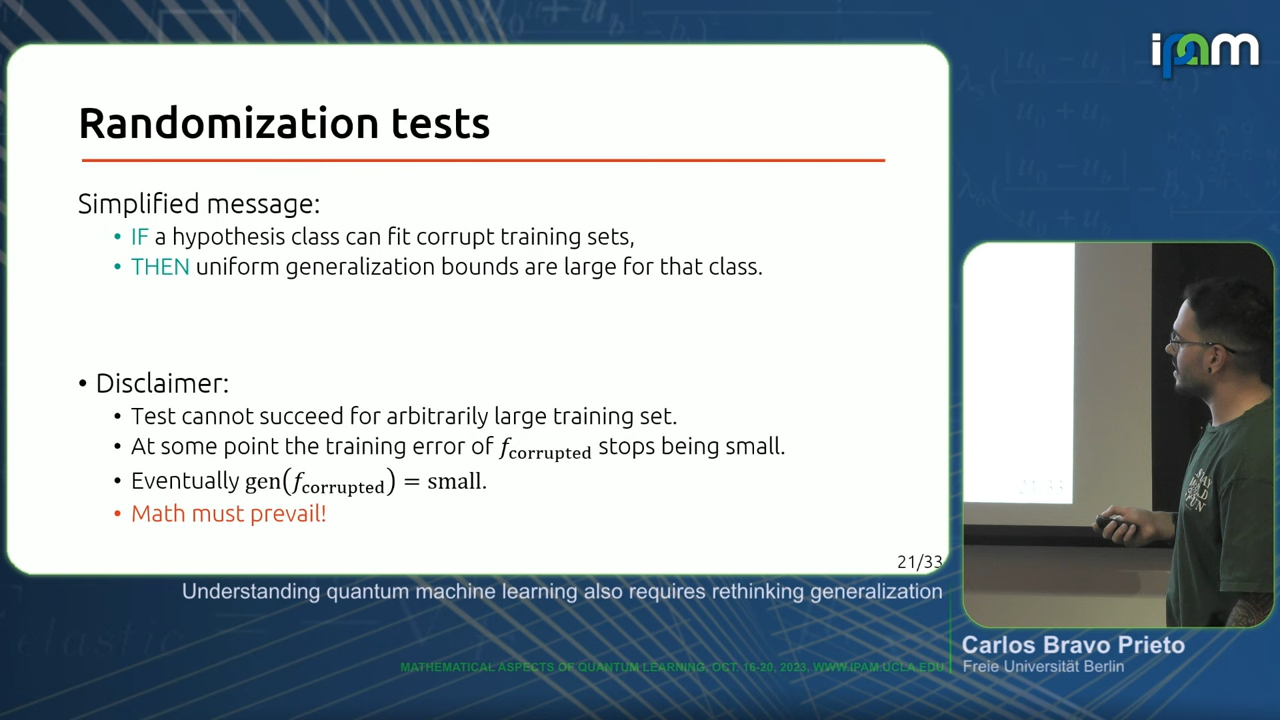 ipam
Randomization tests
Simplified message:
• IF a hypothesis class can fit corrupt training sets,
• THEN uniform generalization bounds are large for that class.
• Disclaimer:
• Test cannot succeed for arbitrarily large training set.
• At some point the training error of f_corrupted stops being small.
• Eventually gen(f_corrupted) = small.
• Math must prevail!
21/33
Understanding quantum machine learning also requires rethinking generalization
Carlos Bravo Prieto
Freie Universität Berlin
MATHEMATICAL ASPECTS OF QUANTUM LEARNING, OCT. 16-20, 2023, WWW.IPAM.UCLA.EDU